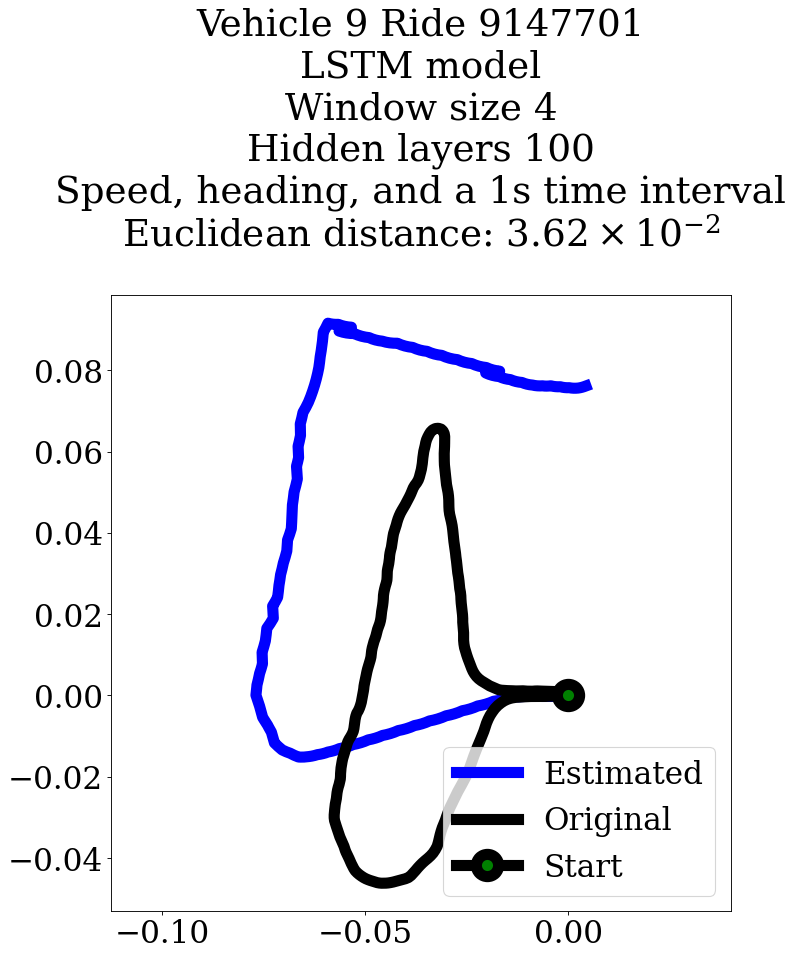 Vehicle 9 Ride 9147701
LSTM model
Window size 4
Hidden layers 100
Speed, heading, and a 1s time interval
Euclidean distance: 3.62 × 10⁻²
0.08
0.06
0.04
0.02
0.00
−0.02
−0.04
Estimated
Original
Start
−0.10
−0.05
0.00